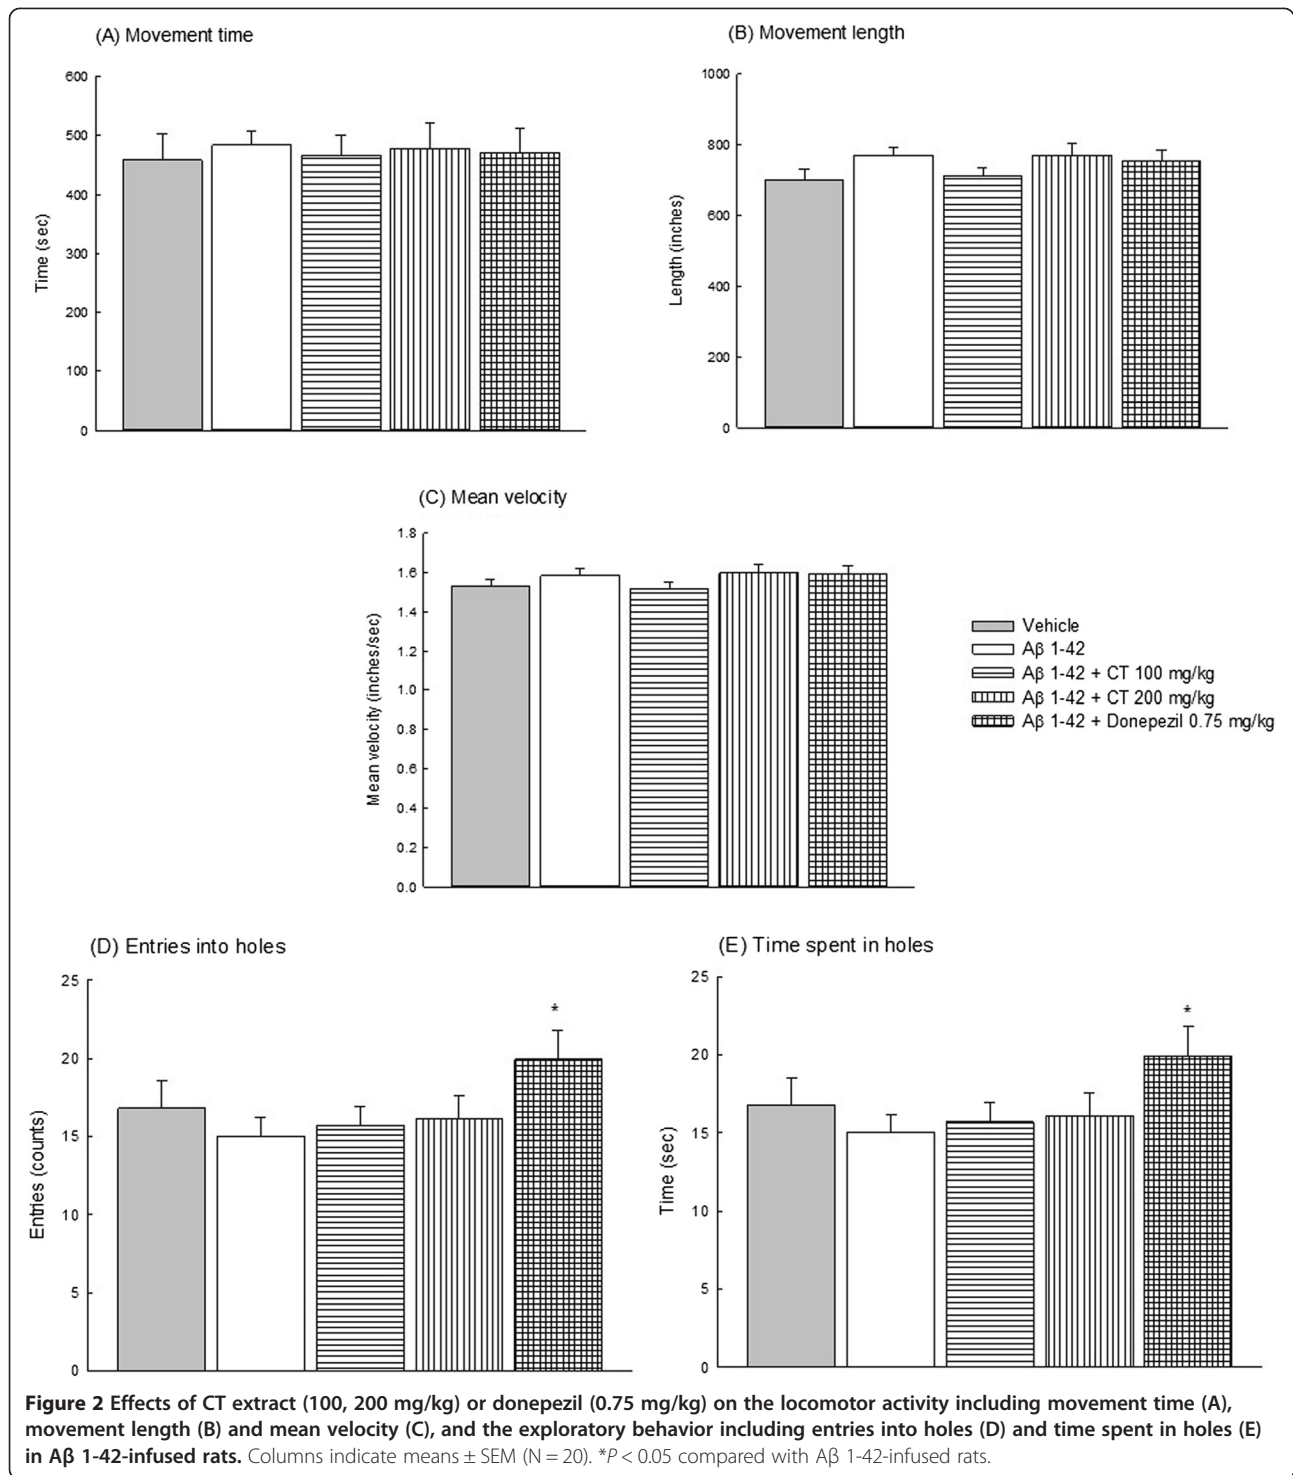 (A) Movement time
600
500
400
300
200
100
0
Time (sec)
(B) Movement length
1000
800
600
400
200
0
Length (inches)
(C) Mean velocity
1.8
1.6
1.4
1.2
1.0
0.8
0.6
0.4
0.2
0.0
Mean velocity (inches/sec)
Vehicle
Aβ 1-42
Aβ 1-42 + CT 100 mg/kg
Aβ 1-42 + CT 200 mg/kg
Aβ 1-42 + Donepezil 0.75 mg/kg
(D) Entries into holes
25
20
15
10
5
0
Entries (counts)
*
(E) Time spent in holes
25
20
15
10
5
0
Time (sec)
*
Figure 2 Effects of CT extract (100, 200 mg/kg) or donepezil (0.75 mg/kg) on the locomotor activity including movement time (A),
movement length (B) and mean velocity (C), and the exploratory behavior including entries into holes (D) and time spent in holes (E)
in Aβ 1-42-infused rats. Columns indicate means ± SEM (N = 20). *P < 0.05 compared with Aβ 1-42-infused rats.